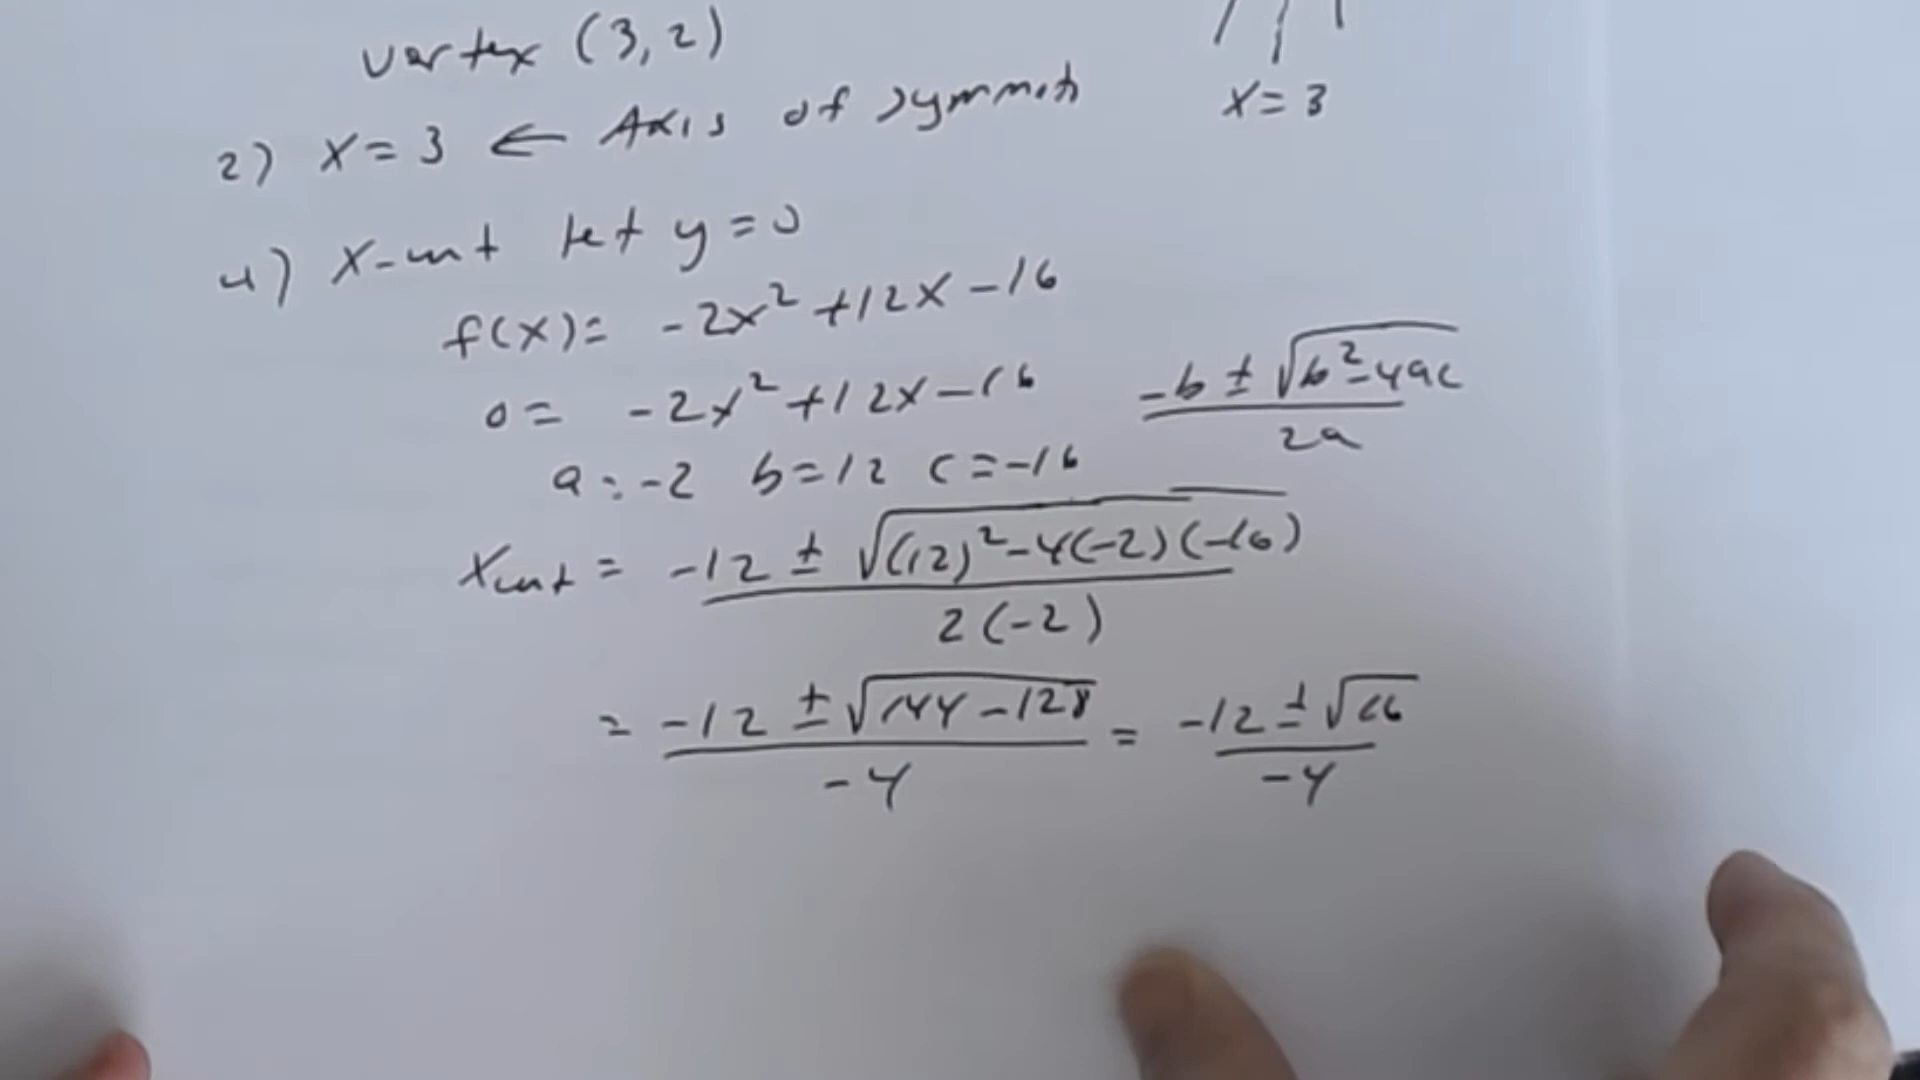 vertex (3,2)
x=3
2) x=3 ← Axis of symmetry
4) x-int let y=0
f(x)= -2x²+12x-16
0= -2x²+12x-16
-b±√b²-4ac
2a
a=-2 b=12 c=-16
x int = -12±√(12)²-4(-2)(-16)
2(-2)
= -12±√144-128 = -12±√16
-4 -4